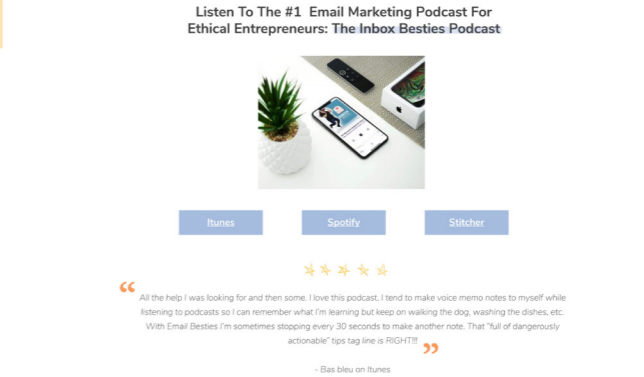 Listen To The #1 Email Marketing Podcast For
Ethical Entrepreneurs: The Inbox Besties Podcast
Itunes
Spotify
Stitcher
“
All the help I was looking for and then some. I love this podcast, I tend to make voice memo notes to myself while
listening to podcasts so I can remember what I'm learning but keep on walking the dog, washing the dishes, etc.
With Email Besties I'm sometimes stopping every 30 seconds to make another note. That "full of dangerously
actionable" tips tag line is RIGHT!!! ”
- Bas bleu on Itunes